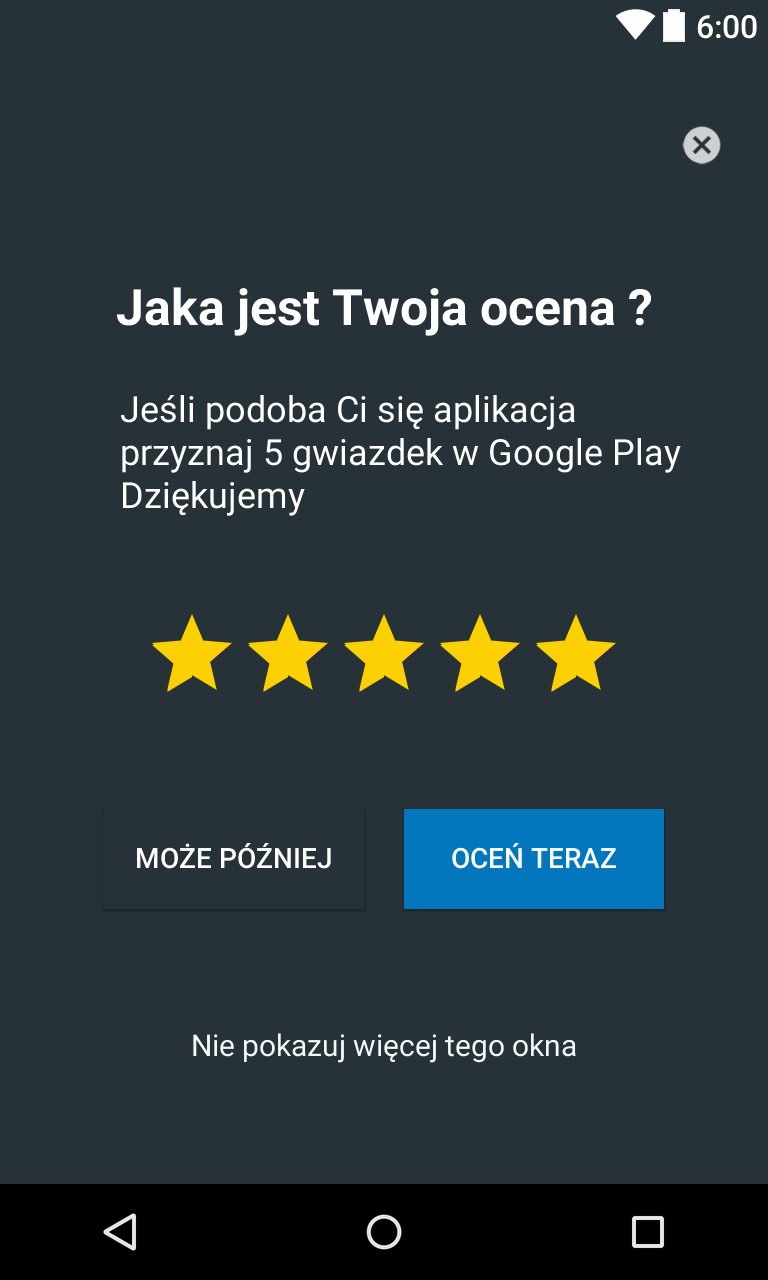 6:00
Jaka jest Twoja ocena ?
Jeśli podoba Ci się aplikacja
przyznaj 5 gwiazdek w Google Play
Dziękujemy
MOŻE PÓŹNIEJ
OCEŃ TERAZ
Nie pokazuj więcej tego okna